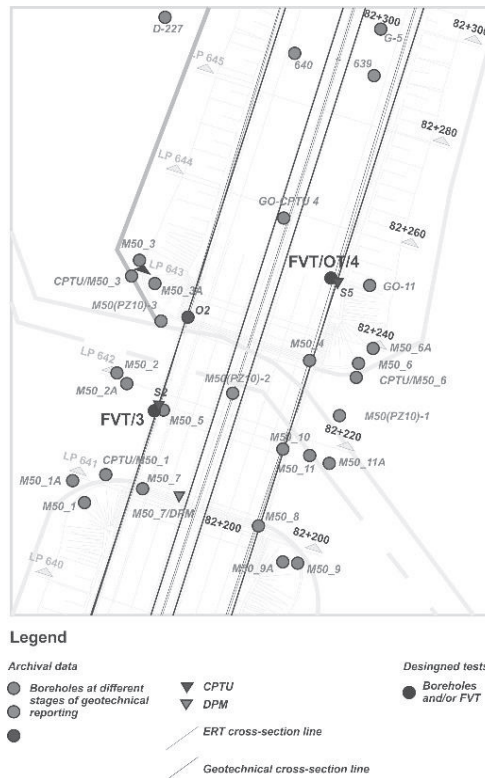 82+300
D-227
G-5
82+300
LP 645
640
639
82+280
82+280
LP 644
GO-CPTU 4
82+260
M50_3
82+260
CPTU/M50_3
LP 643
M50_3A
FVT/OT/4
S5
GO-11
M50(PZ10)-3
O2
82+240
M50_4
M50_6A
LP 642
M50_2
M50_6
M50_2A
CPTU/M50_6
S2
M50(PZ10)-2
FVT/3
M50_5
M50(PZ10)-1
82+220
M50_10
LP 641
CPTU/M50_1
M50_11
M50_11A
M50_1A
M50_7
M50_1
M50_7/DPM
82+200
M50_8
82+200
LP 640
M50_9A
M50_9
Legend
Archival data
Desingned tests
Boreholes at different
stages of geotechnical
reporting
CPTU
DPM
Boreholes
and/or FVT
ERT cross-section line
Geotechnical cross-section line